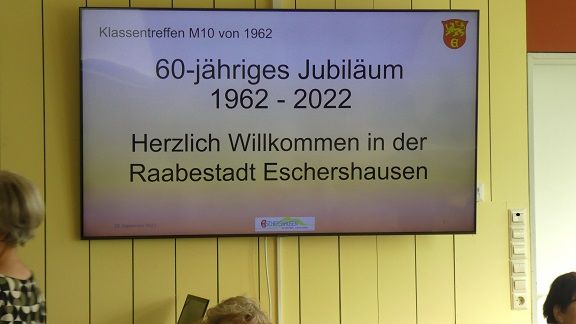 Klassentreffen M10 von 1962
60-jähriges Jubiläum
1962 - 2022
Herzlich Willkommen in der
Raabestadt Eschershausen